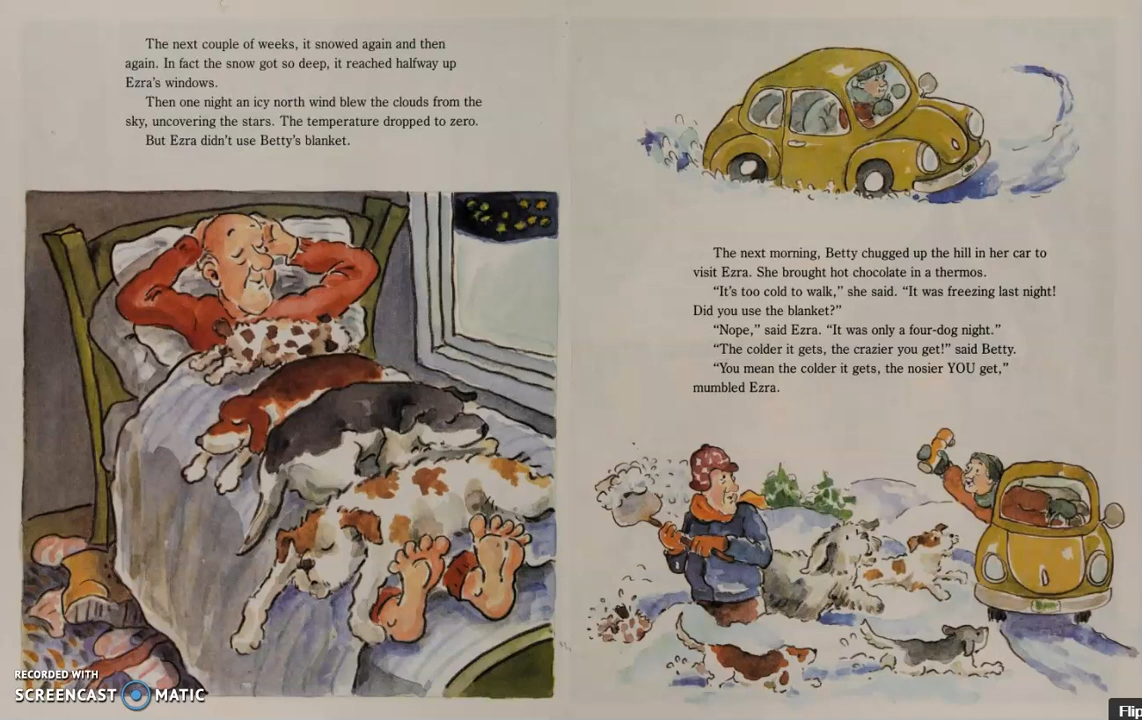 The next couple of weeks, it snowed again and then
again. In fact the snow got so deep, it reached halfway up
Ezra's windows.
Then one night an icy north wind blew the clouds from the
sky, uncovering the stars. The temperature dropped to zero.
But Ezra didn't use Betty's blanket.
The next morning, Betty chugged up the hill in her car to
visit Ezra. She brought hot chocolate in a thermos.
"It's too cold to walk," she said. "It was freezing last night!
Did you use the blanket?"
"Nope," said Ezra. "It was only a four-dog night."
"The colder it gets, the crazier you get!" said Betty.
"You mean the colder it gets, the nosier YOU get,"
mumbled Ezra.
RECORDED WITH
SCREENCAST MATIC
Flip